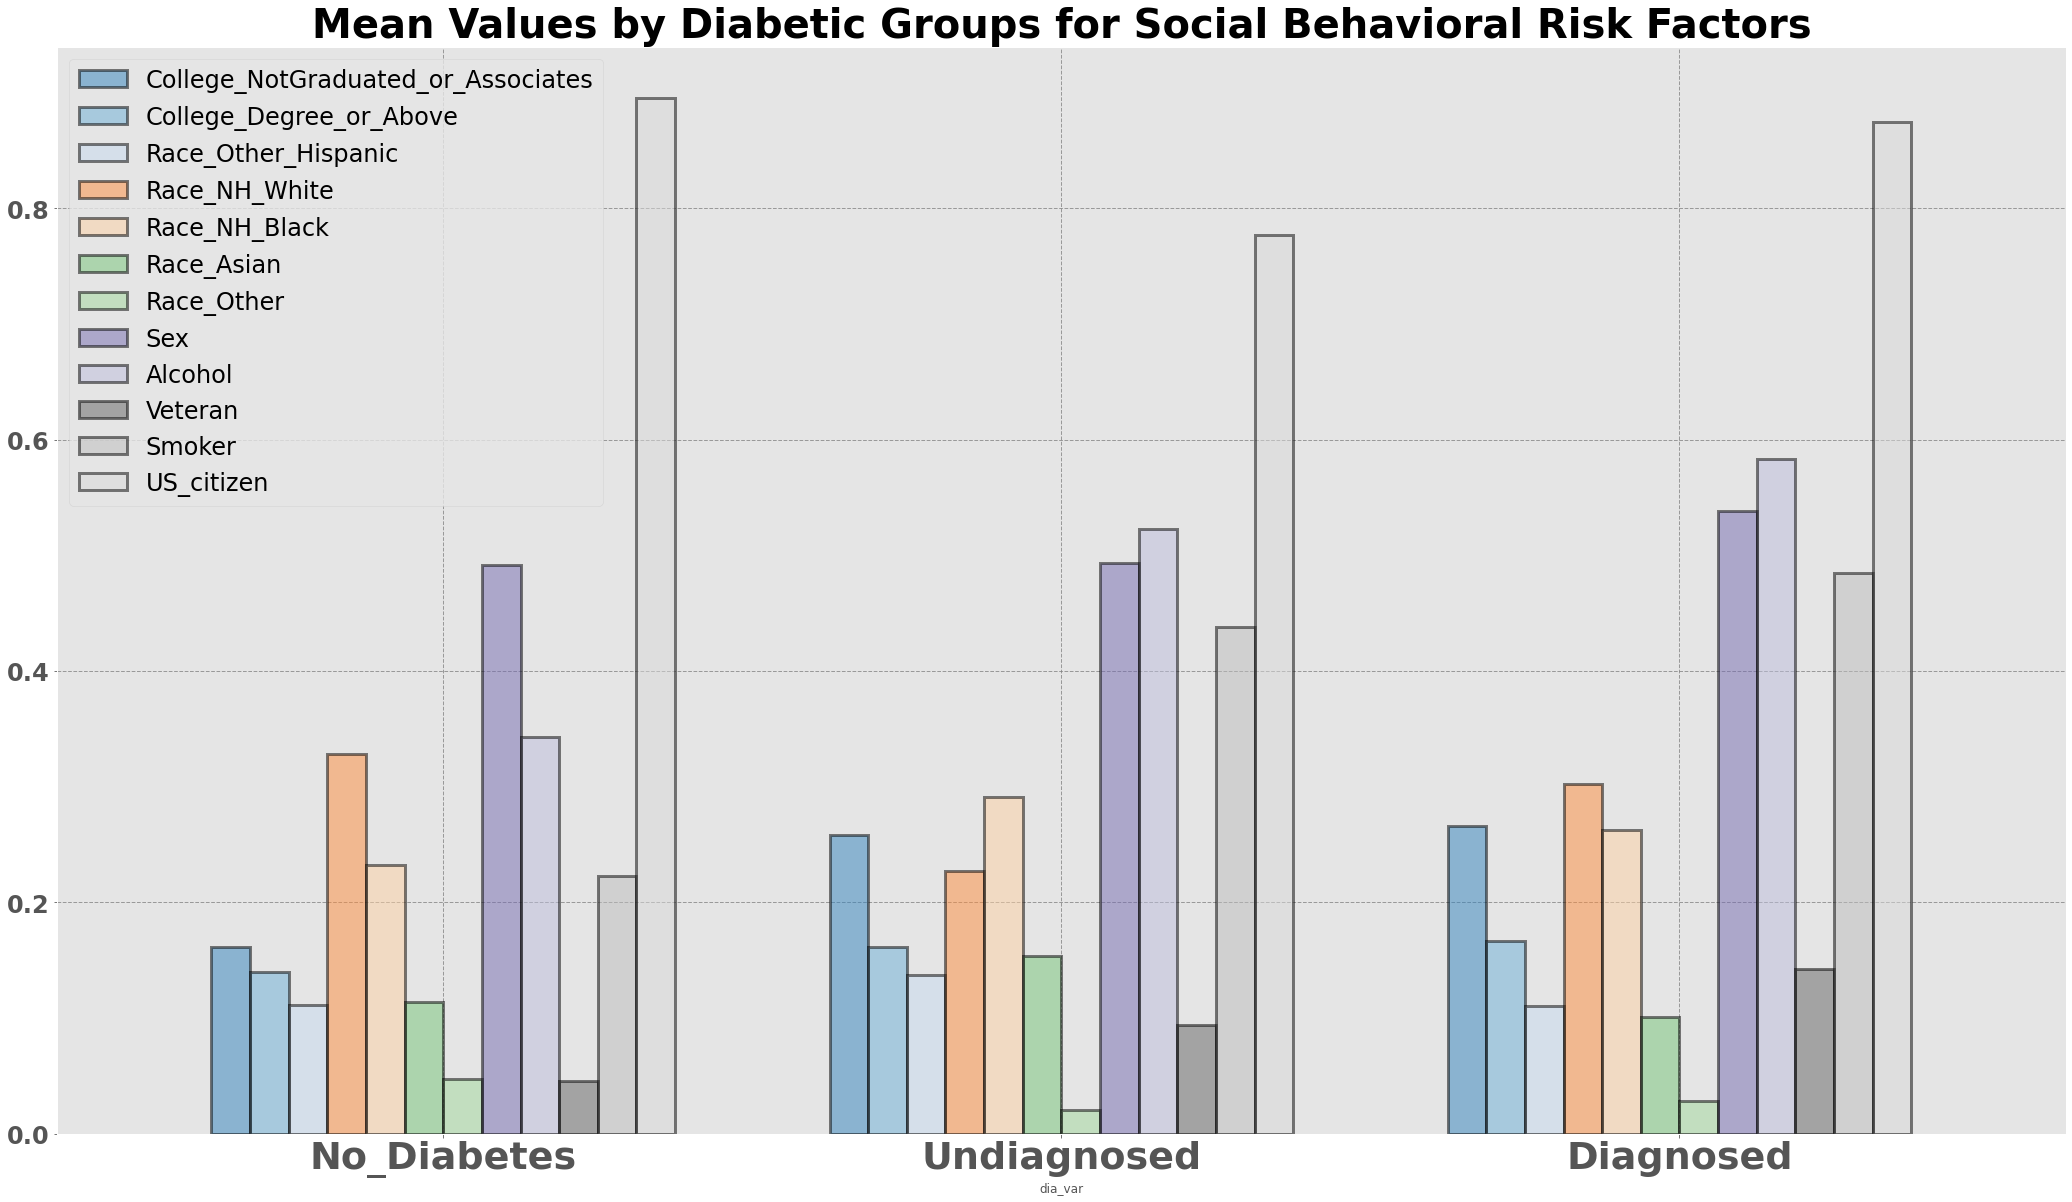 Mean Values by Diabetic Groups for Social Behavioral Risk Factors
College_NotGraduated_or_Associates
College_Degree_or_Above
Race_Other_Hispanic
Race_NH_White
Race_NH_Black
Race_Asian
Race_Other
Sex
Alcohol
Veteran
Smoker
US_citizen
0.8
0.6
0.4
0.2
0.0
No_Diabetes Undiagnosed Diagnosed
dia_var